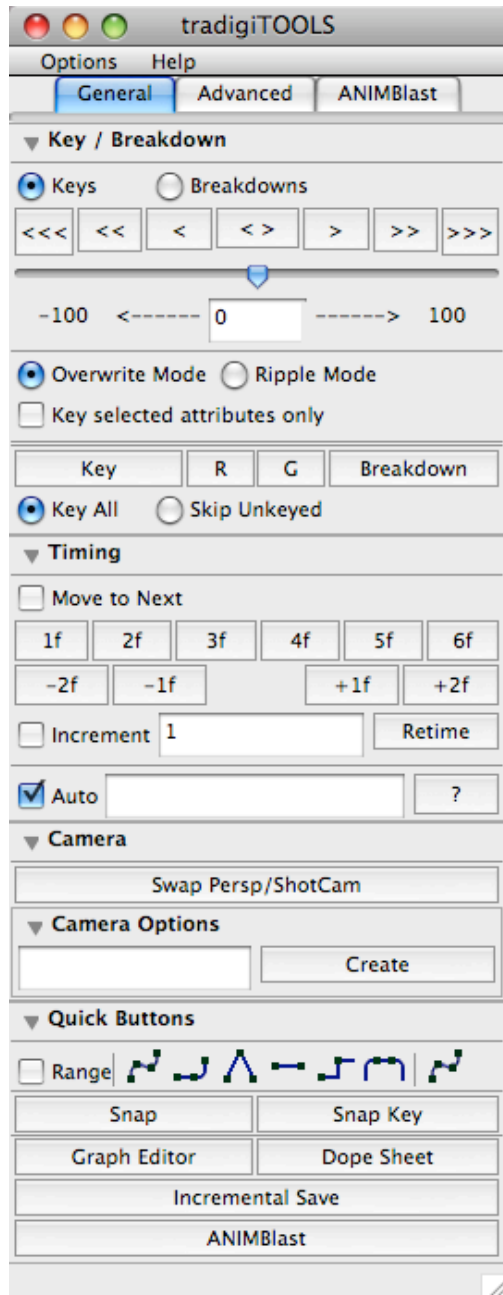 tradigiTOOLS
Options Help
General Advanced ANIMBlast
Key / Breakdown
Keys Breakdowns
<<< << < < > > >> >>>
-100 <------ 0 ------> 100
Overwrite Mode Ripple Mode
Key selected attributes only
Key R G Breakdown
Key All Skip Unkeyed
Timing
Move to Next
1f 2f 3f 4f 5f 6f
-2f -1f +1f +2f
Increment 1 Retime
Auto ?
Camera
Swap Persp/ShotCam
Camera Options
Create
Quick Buttons
Range
Snap Snap Key
Graph Editor Dope Sheet
Incremental Save
ANIMBlast